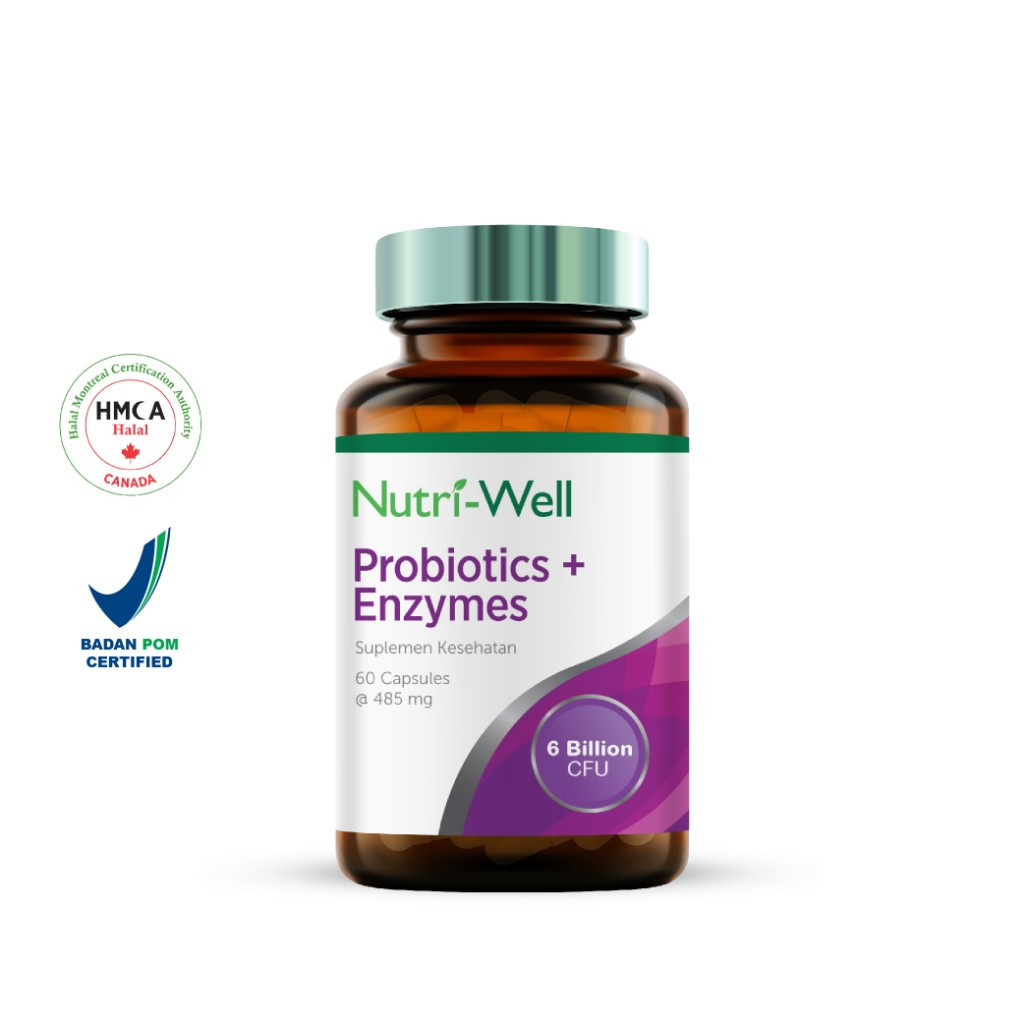 Halal Montreal Certification Authority
HMCA
Halal
CANADA
BADAN POM
CERTIFIED
Nutri-Well
Probiotics +
Enzymes
Suplemen Kesehatan
60 Capsules
@ 485 mg
6 Billion
CFU